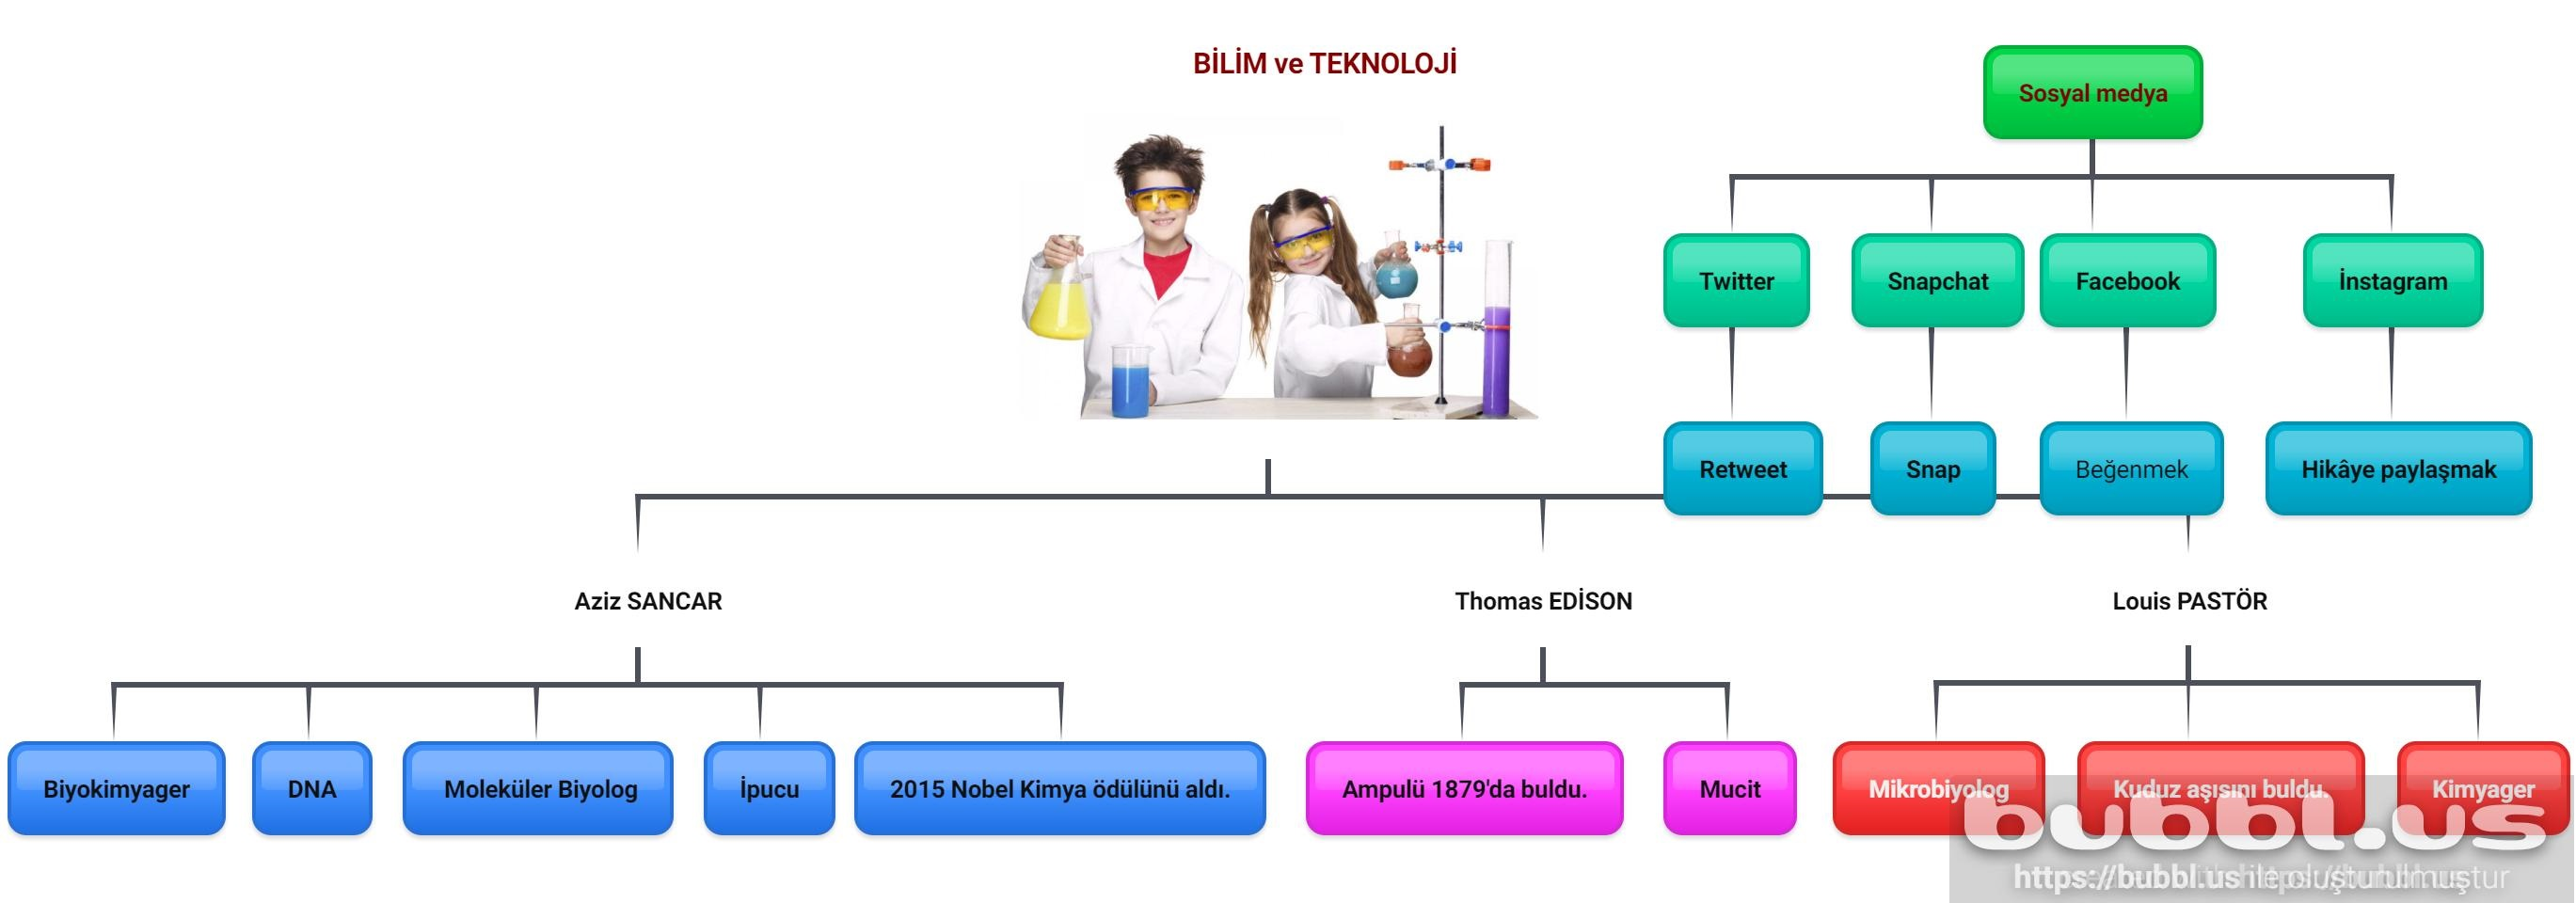 BİLİM ve TEKNOLOJİ
Sosyal medya
Twitter
Snapchat
Facebook
İnstagram
Retweet
Snap
Beğenmek
Hikâye paylaşmak
Aziz SANCAR
Thomas EDİSON
Louis PASTÖR
Biyokimyager
DNA
Moleküler Biyolog
İpucu
2015 Nobel Kimya ödülünü aldı.
Ampulü 1879'da buldu.
Mucit
Mikrobiyolog
Kuduz aşısını buldu.
Kimyager
bubbl.us
https://bubbl.us